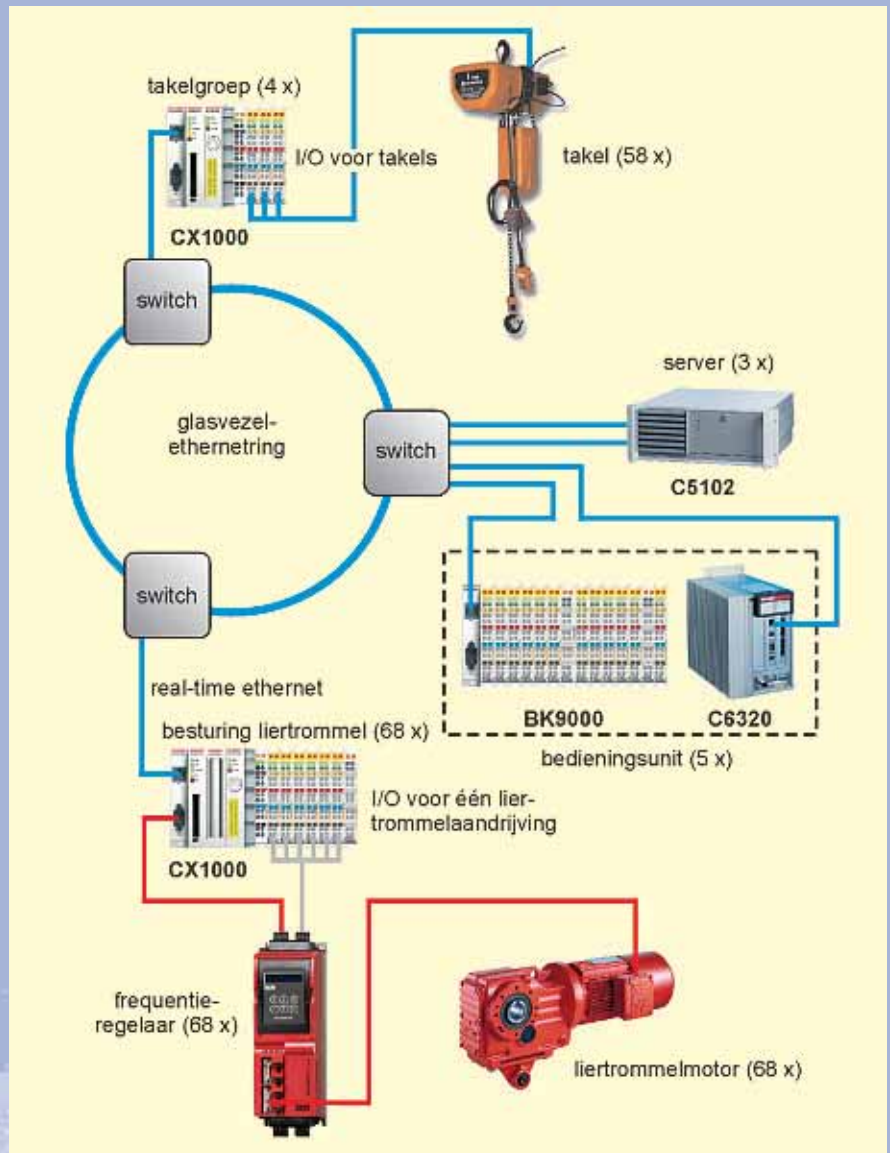 takelgroep (4 x)
I/O voor takels
takel (58 x)
CX1000
switch
server (3 x)
glasvezel-
ethernetring
switch
C5102
switch
real-time ethernet
BK9000
C6320
besturing liertrommel (68 x)
bedieningsunit (5 x)
I/O voor één lier-
trommelaandrijving
CX1000
frequentie-
regelaar (68 x)
liertrommelmotor (68 x)